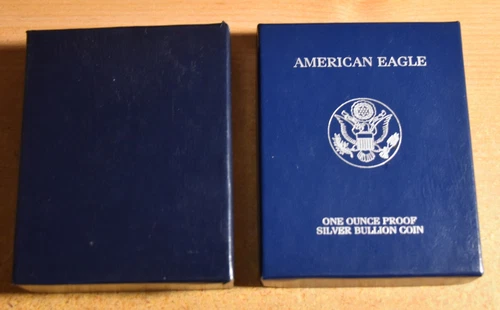 AMERICAN EAGLE
ONE OUNCE PROOF
SILVER BULLION COIN